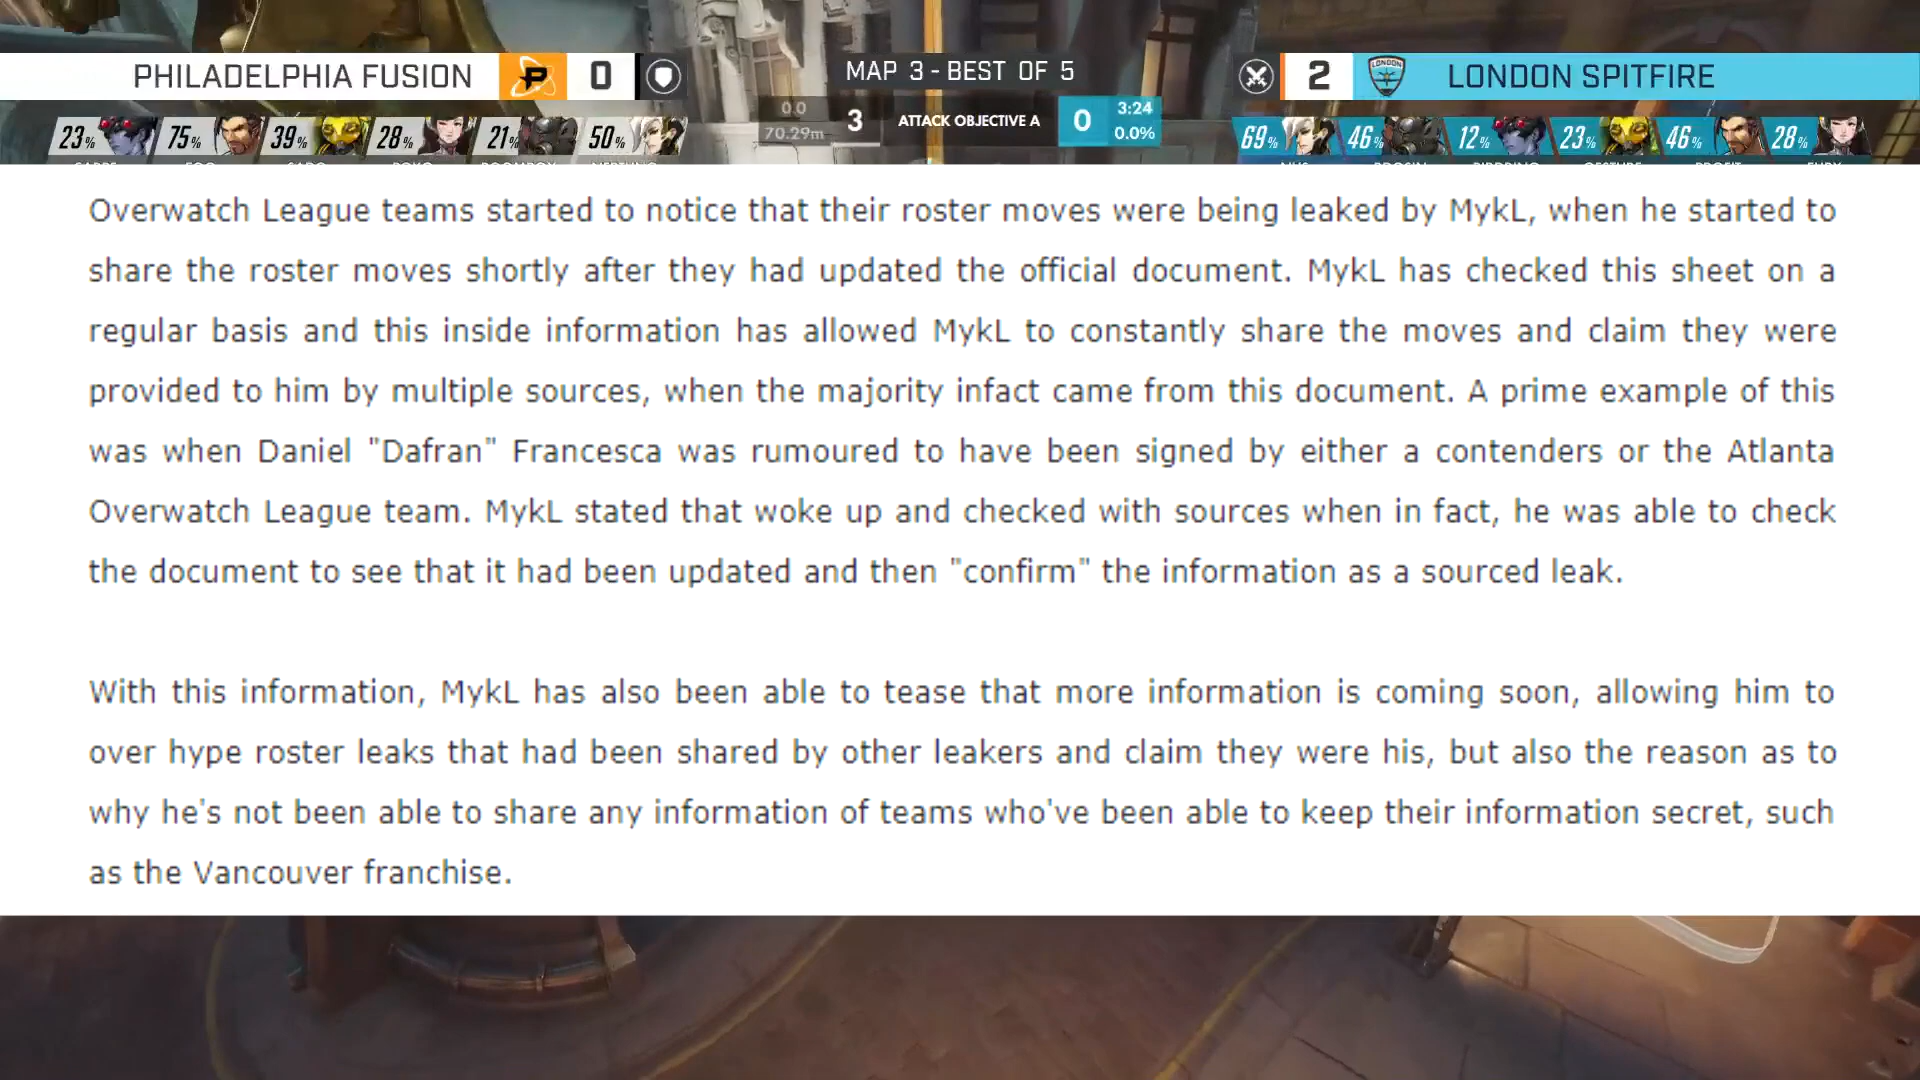 PHILADELPHIA FUSION 0 MAP 3 - BEST OF 5 2 LONDON SPITFIRE
LONDON
0.0 3 ATTACK OBJECTIVE A 0 3:24
70.29m 0.0%
23% 75% 39% 28% 21% 50% 69% 46% 12% 23% 46% 28%
Overwatch League teams started to notice that their roster moves were being leaked by MykL, when he started to
share the roster moves shortly after they had updated the official document. MykL has checked this sheet on a
regular basis and this inside information has allowed MykL to constantly share the moves and claim they were
provided to him by multiple sources, when the majority infact came from this document. A prime example of this
was when Daniel "Dafran" Francesca was rumoured to have been signed by either a contenders or the Atlanta
Overwatch League team. MykL stated that woke up and checked with sources when in fact, he was able to check
the document to see that it had been updated and then "confirm" the information as a sourced leak.
With this information, MykL has also been able to tease that more information is coming soon, allowing him to
over hype roster leaks that had been shared by other leakers and claim they were his, but also the reason as to
why he's not been able to share any information of teams who've been able to keep their information secret, such
as the Vancouver franchise.